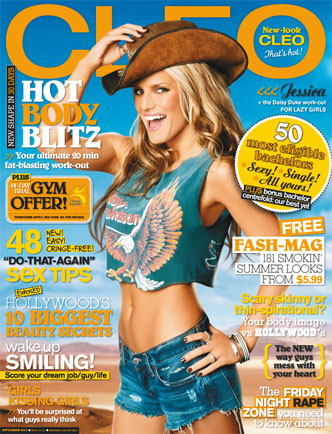 CLEO
New-look
CLEO
That's hot!
<<< Jessica
+ the Daisy Duke work-out
FOR LAZY GIRLS
NEW SHAPE IN 30 DAYS
HOT
BODY
BLITZ
>> Your ultimate 20 min
fat-blasting work-out
PLUS
14-DAY
TRIAL
GYM
OFFER!
50
most eligible
bachelors
Sexy! Single!
All yours!
PLUS bonus bachelor
centrefold: our best yet
48 NEW!
EASY!
CRINGE-FREE!
"DO-THAT-AGAIN"
sex TIPS
EXPOSED
HOLLYWOOD'S
10 BIGGEST
BEAUTY SECRETS
wake up
SMILING!
Score your dream job/guy/life
GIRLS
KISSING GIRLS
>> You'll be surprised at
what guys really think
FREE
FASH-MAG
181 SMOKIN'
SUMMER LOOKS
FROM $5.99
Scary skinny or
thin-spirational?
Your body image
vs HOLLYWOOD'S
The NEW
way guys
mess with
your heart
The FRIDAY
NIGHT RAPE
ZONE you need
to know about